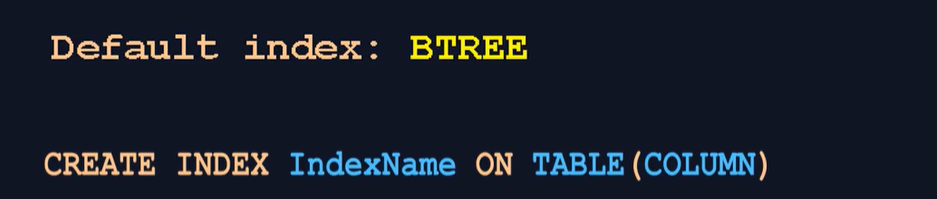 Default index: BTREE
CREATE INDEX IndexName ON TABLE(COLUMN)